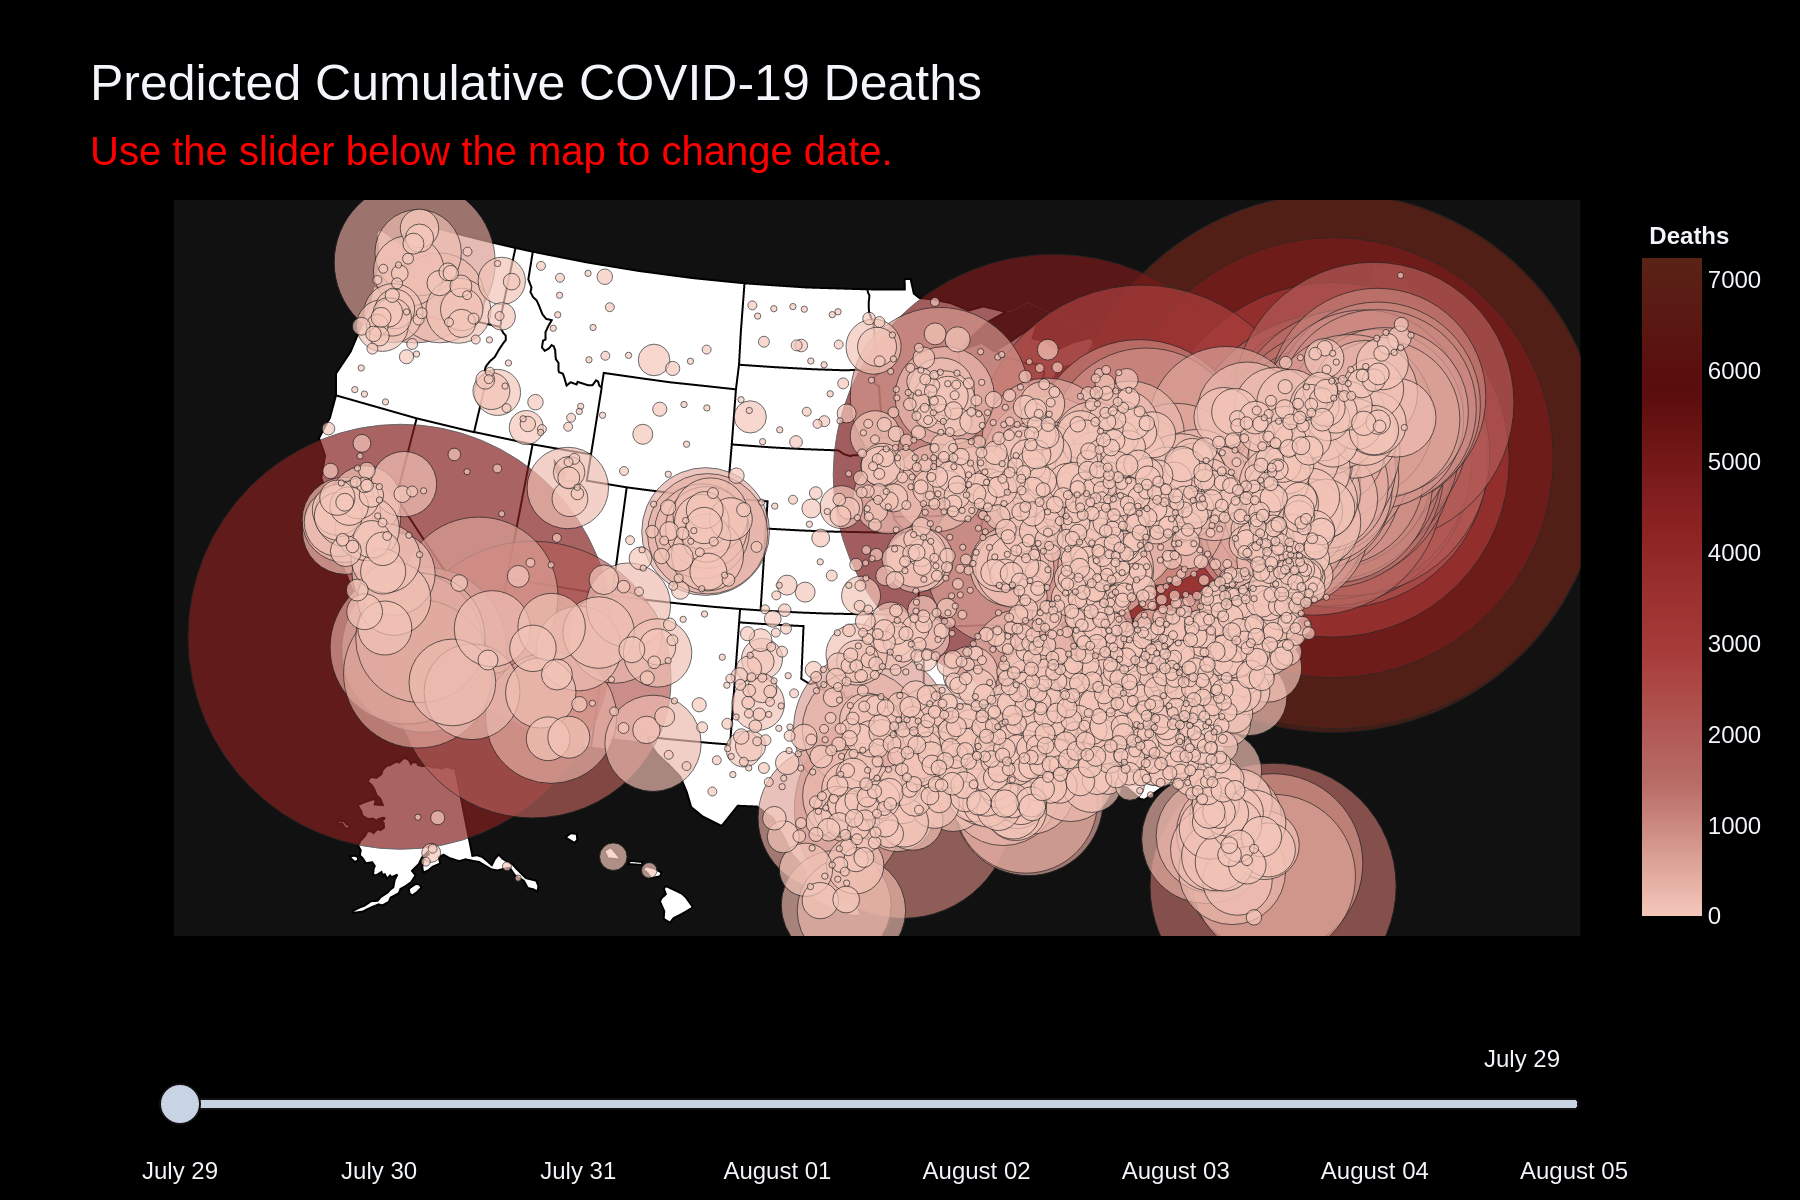 Predicted Cumulative COVID-19 Deaths
Use the slider below the map to change date.
Deaths
7000
6000
5000
4000
3000
2000
1000
0
July 29
July 29 July 30 July 31 August 01 August 02 August 03 August 04 August 05